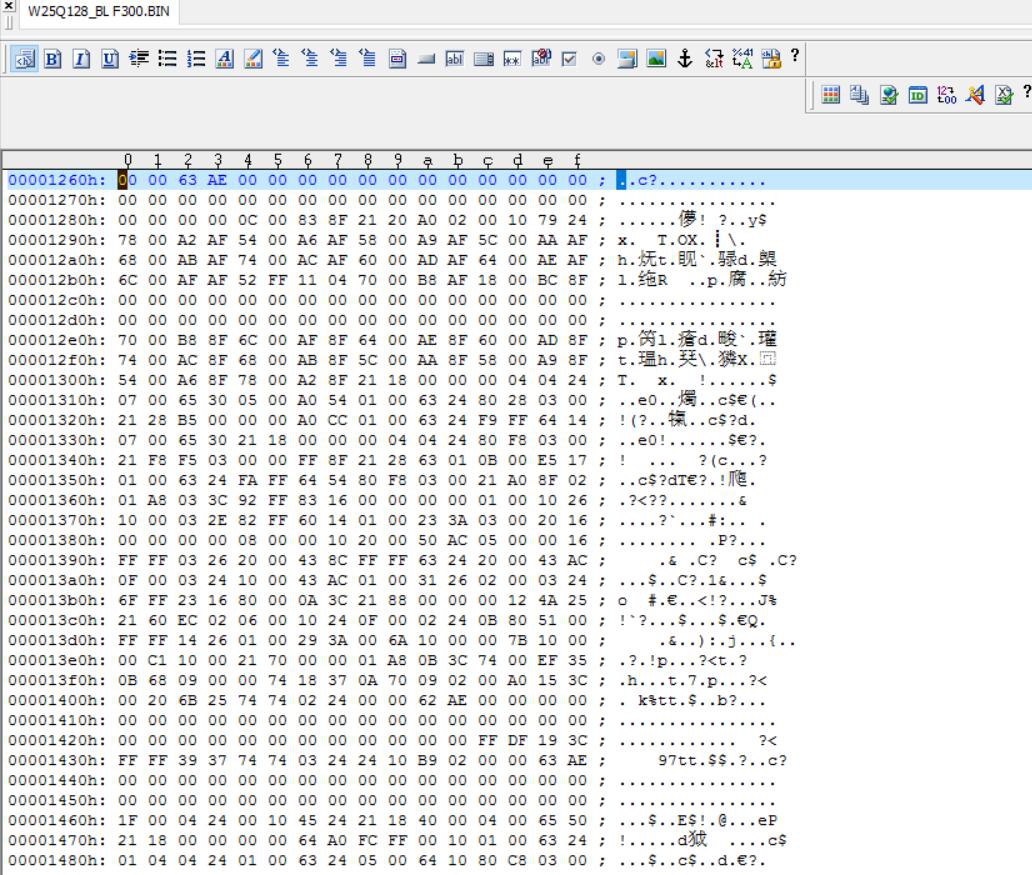 W25Q128_BL F300.BIN
0 1 2 3 4 5 6 7 8 9 a b c d e f
00001260h: 00 00 63 AE 00 00 00 00 00 00 00 00 00 00 00 00 ; ..c?...........
00001270h: 00 00 00 00 00 00 00 00 00 00 00 00 00 00 00 00 ; ................
00001280h: 00 00 00 00 0C 00 83 8F 21 20 A0 02 00 10 79 24 ; ......儚! ?..y$
00001290h: 78 00 A2 AF 54 00 A6 AF 58 00 A9 AF 5C 00 AA AF ; x. T.OX. \.
000012a0h: 68 00 AB AF 74 00 AC AF 60 00 AD AF 64 00 AE AF ; h. t. `. d.
000012b0h: 6C 00 AF AF 52 FF 11 04 70 00 B8 AF 18 00 BC 8F ; l. R ..p.腐..紡
000012c0h: 00 00 00 00 00 00 00 00 00 00 00 00 00 00 00 00 ; ................
000012d0h: 00 00 00 00 00 00 00 00 00 00 00 00 00 00 00 00 ; ................
000012e0h: 70 00 B8 8F 6C 00 AF 8F 64 00 AE 8F 60 00 AD 8F ; p. l. d. `.
000012f0h: 74 00 AC 8F 68 00 AB 8F 5C 00 AA 8F 58 00 A9 8F ; t. h. \. X.
00001300h: 54 00 A6 8F 78 00 A2 8F 21 18 00 00 00 04 04 24 ; T. x. !......$
00001310h: 07 00 65 30 05 00 A0 54 01 00 63 24 80 28 03 00 ; ..e0.. ..c$€(..
00001320h: 21 28 B5 00 00 00 A0 CC 01 00 63 24 F9 FF 64 14 ; !(?.. ..c$?d.
00001330h: 07 00 65 30 21 18 00 00 00 04 04 24 80 F8 03 00 ; ..e0!......$€?.
00001340h: 21 F8 F5 03 00 00 FF 8F 21 28 63 01 0B 00 E5 17 ; ! ... ?(c...?
00001350h: 01 00 63 24 FA FF 64 54 80 F8 03 00 21 A0 8F 02 ; ..c$?dT€?.! .
00001360h: 01 A8 03 3C 92 FF 83 16 00 00 00 00 01 00 10 26 ; .?<??.......&
00001370h: 10 00 03 2E 82 FF 60 14 01 00 23 3A 03 00 20 16 ; ....?`...#:.. .
00001380h: 00 00 00 00 08 00 00 10 20 00 50 AC 05 00 00 16 ; ........ .P?...
00001390h: FF FF 03 26 20 00 43 8C FF FF 63 24 20 00 43 AC ; .& .C? c$ .C?
000013a0h: 0F 00 03 24 10 00 43 AC 01 00 31 26 02 00 03 24 ; ...$..C?.1&...$
000013b0h: 6F FF 23 16 80 00 0A 3C 21 88 00 00 00 12 4A 25 ; o #.€..<!?...J%
000013c0h: 21 60 EC 02 06 00 10 24 0F 00 02 24 0B 80 51 00 ; !`?...$...$.€Q.
000013d0h: FF FF 14 26 01 00 29 3A 00 6A 10 00 00 7B 10 00 ; .&..):.j...{..
000013e0h: 00 C1 10 00 21 70 00 00 01 A8 0B 3C 74 00 EF 35 ; .?.!p...?<t.?
000013f0h: 0B 68 09 00 00 74 18 37 0A 70 09 02 00 A0 15 3C ; .h...t.7.p...?<
00001400h: 00 20 6B 25 74 74 02 24 00 00 62 AE 00 00 00 00 ; . k%tt.$..b?...
00001410h: 00 00 00 00 00 00 00 00 00 00 00 00 00 00 00 00 ; ................
00001420h: 00 00 00 00 00 00 00 00 00 00 00 00 FF DF 19 3C ; ............ ?<
00001430h: FF FF 39 37 74 74 03 24 24 10 B9 02 00 00 63 AE ; 97tt.$$.?..c?
00001440h: 00 00 00 00 00 00 00 00 00 00 00 00 00 00 00 00 ; ................
00001450h: 00 00 00 00 00 00 00 00 00 00 00 00 00 00 00 00 ; ................
00001460h: 1F 00 04 24 00 10 45 24 21 18 40 00 04 00 65 50 ; ...$..E$!.@...eP
00001470h: 21 18 00 00 00 00 64 A0 FC FF 00 10 01 00 63 24 ; !.....d ....c$
00001480h: 01 04 04 24 01 00 63 24 05 00 64 10 80 C8 03 00 ; ...$..c$..d.€?.